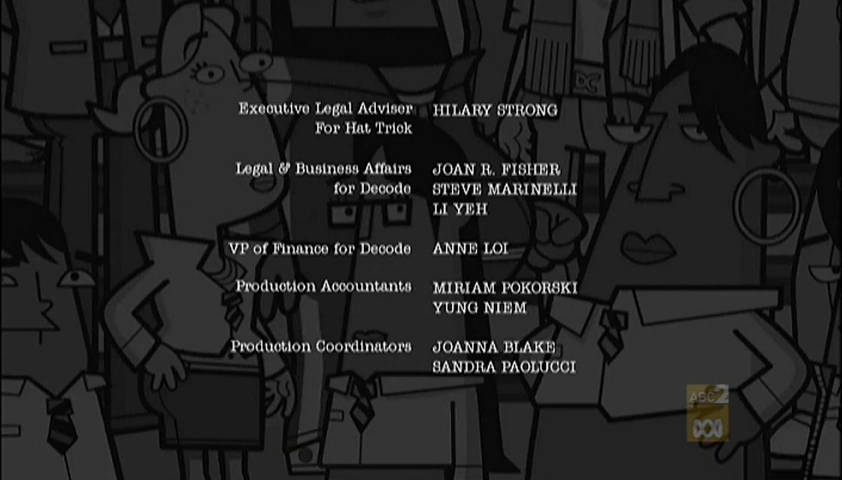 Executive Legal Adviser HILARY STRONG
For Hat Trick
Legal & Business Affairs JOAN R. FISHER
for Decode STEVE MARINELLI
LI YEH
VP of Finance for Decode ANNE LOI
Production Accountants MIRIAM POKORSKI
YUNG NIEM
Production Coordinators JOANNA BLAKE
SANDRA PAOLUCCI
ABC2